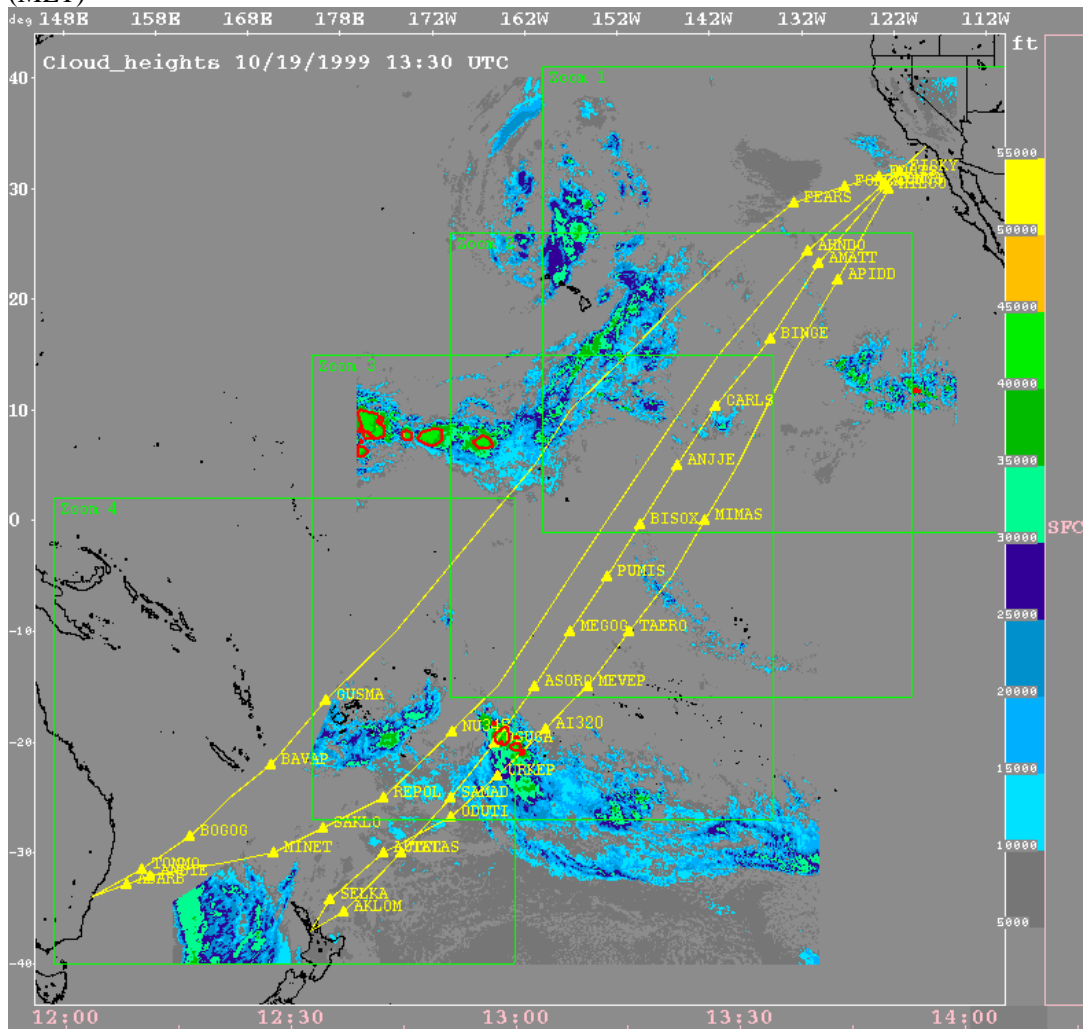 (MET)
deg 148E 158E 168E 178E 172W 162W 152W 142W 132W 122W 112W
ft
Cloud_heights 10/19/1999 13:30 UTC
40
30
20
10
0
-10
-20
-30
-40
Zoom 1
Zoom 3
Zoom 4
FICKY
FEARS
AHNDO
AMATT
APIDD
BINGE
CARLS
ANJJE
BISOX
MIMAS
PUMIS
MEGOG
TAERO
ASORO
MEVEP
GUSMA
AI320
BAVAP
REPOL
SAMAD
ODUTI
BOGOG
SAKLO
MINET
TOMMO
SELKA
AKLOM
55000
50000
45000
40000
35000
30000
25000
20000
15000
10000
5000
SFC
12:00 12:30 13:00 13:30 14:00